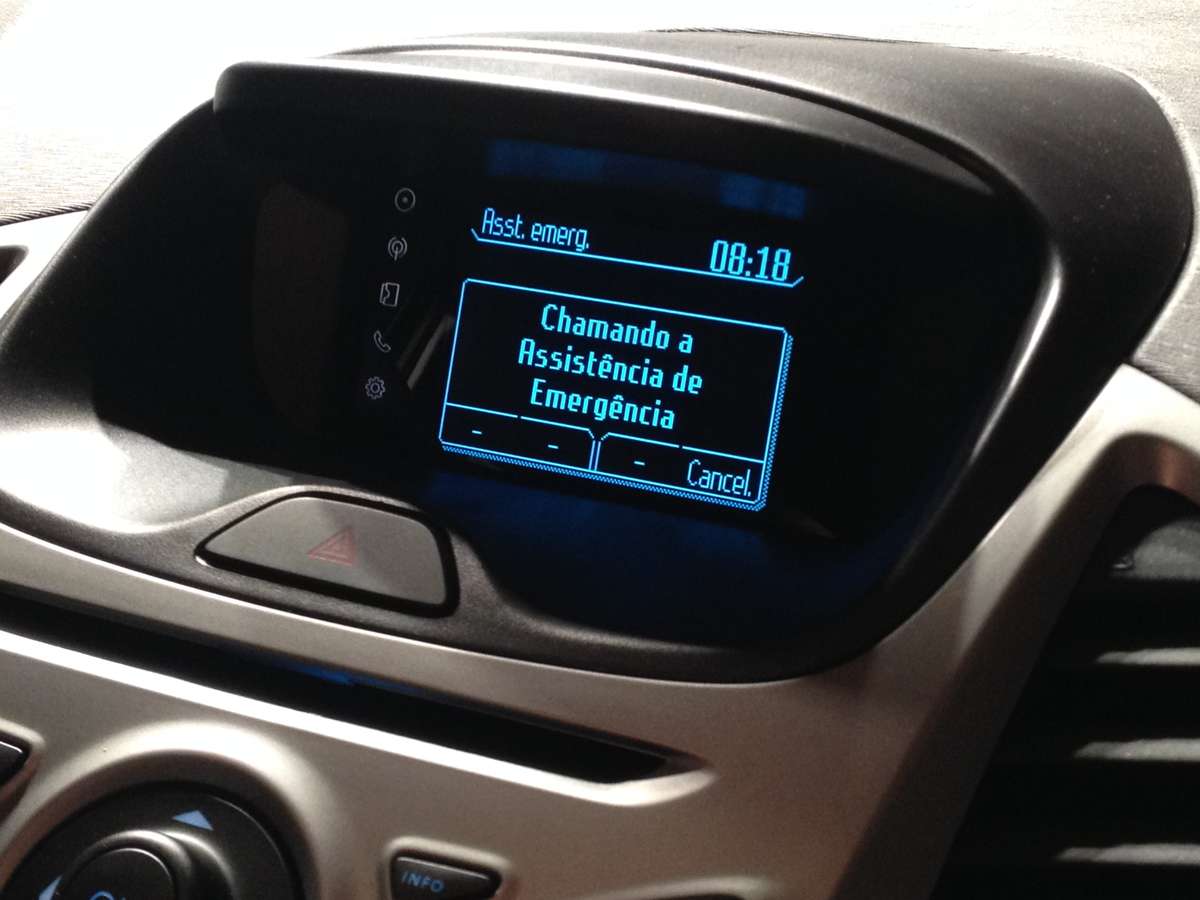 Asst. emerg.
08:18
Chamando a
Assistência de
Emergência
- - - Cancel.
INFO